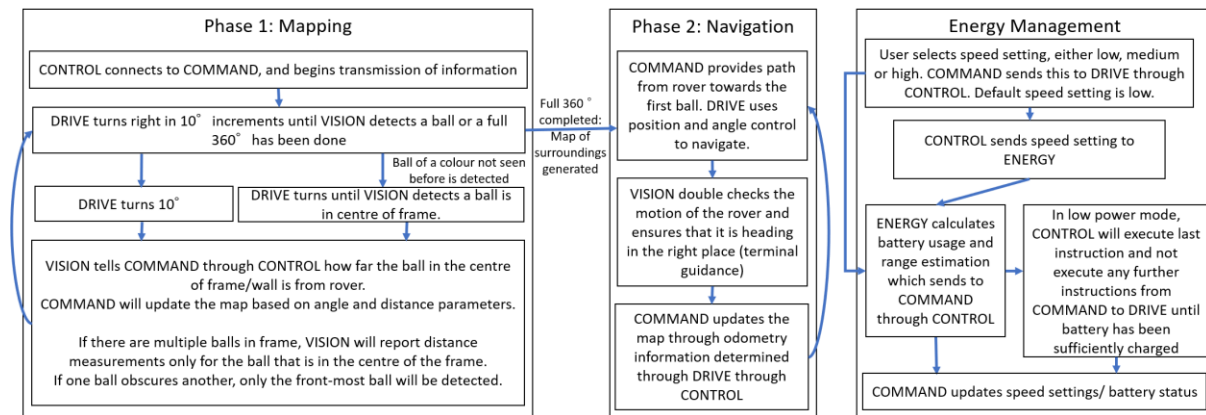 Phase 1: Mapping
CONTROL connects to COMMAND, and begins transmission of information
DRIVE turns right in 10° increments until VISION detects a ball or a full
360° has been done
Ball of a colour not seen
before is detected
DRIVE turns 10°
DRIVE turns until VISION detects a ball is
in centre of frame.
VISION tells COMMAND through CONTROL how far the ball in the centre
of frame/wall is from rover.
COMMAND will update the map based on angle and distance parameters.
If there are multiple balls in frame, VISION will report distance
measurements only for the ball that is in the centre of the frame.
If one ball obscures another, only the front-most ball will be detected.
Full 360 °
completed:
Map of
surroundings
generated
Phase 2: Navigation
COMMAND provides path
from rover towards the
first ball. DRIVE uses
position and angle control
to navigate.
VISION double checks the
motion of the rover and
ensures that it is heading
in the right place (terminal
guidance)
COMMAND updates the
map through odometry
information determined
through DRIVE through
CONTROL
Energy Management
User selects speed setting, either low, medium
or high. COMMAND sends this to DRIVE through
CONTROL. Default speed setting is low.
CONTROL sends speed setting to
ENERGY
ENERGY calculates
battery usage and
range estimation
which sends to
COMMAND
through CONTROL
In low power mode,
CONTROL will execute last
instruction and not
execute any further
instructions from
COMMAND to DRIVE until
battery has been
sufficiently charged
COMMAND updates speed settings/ battery status